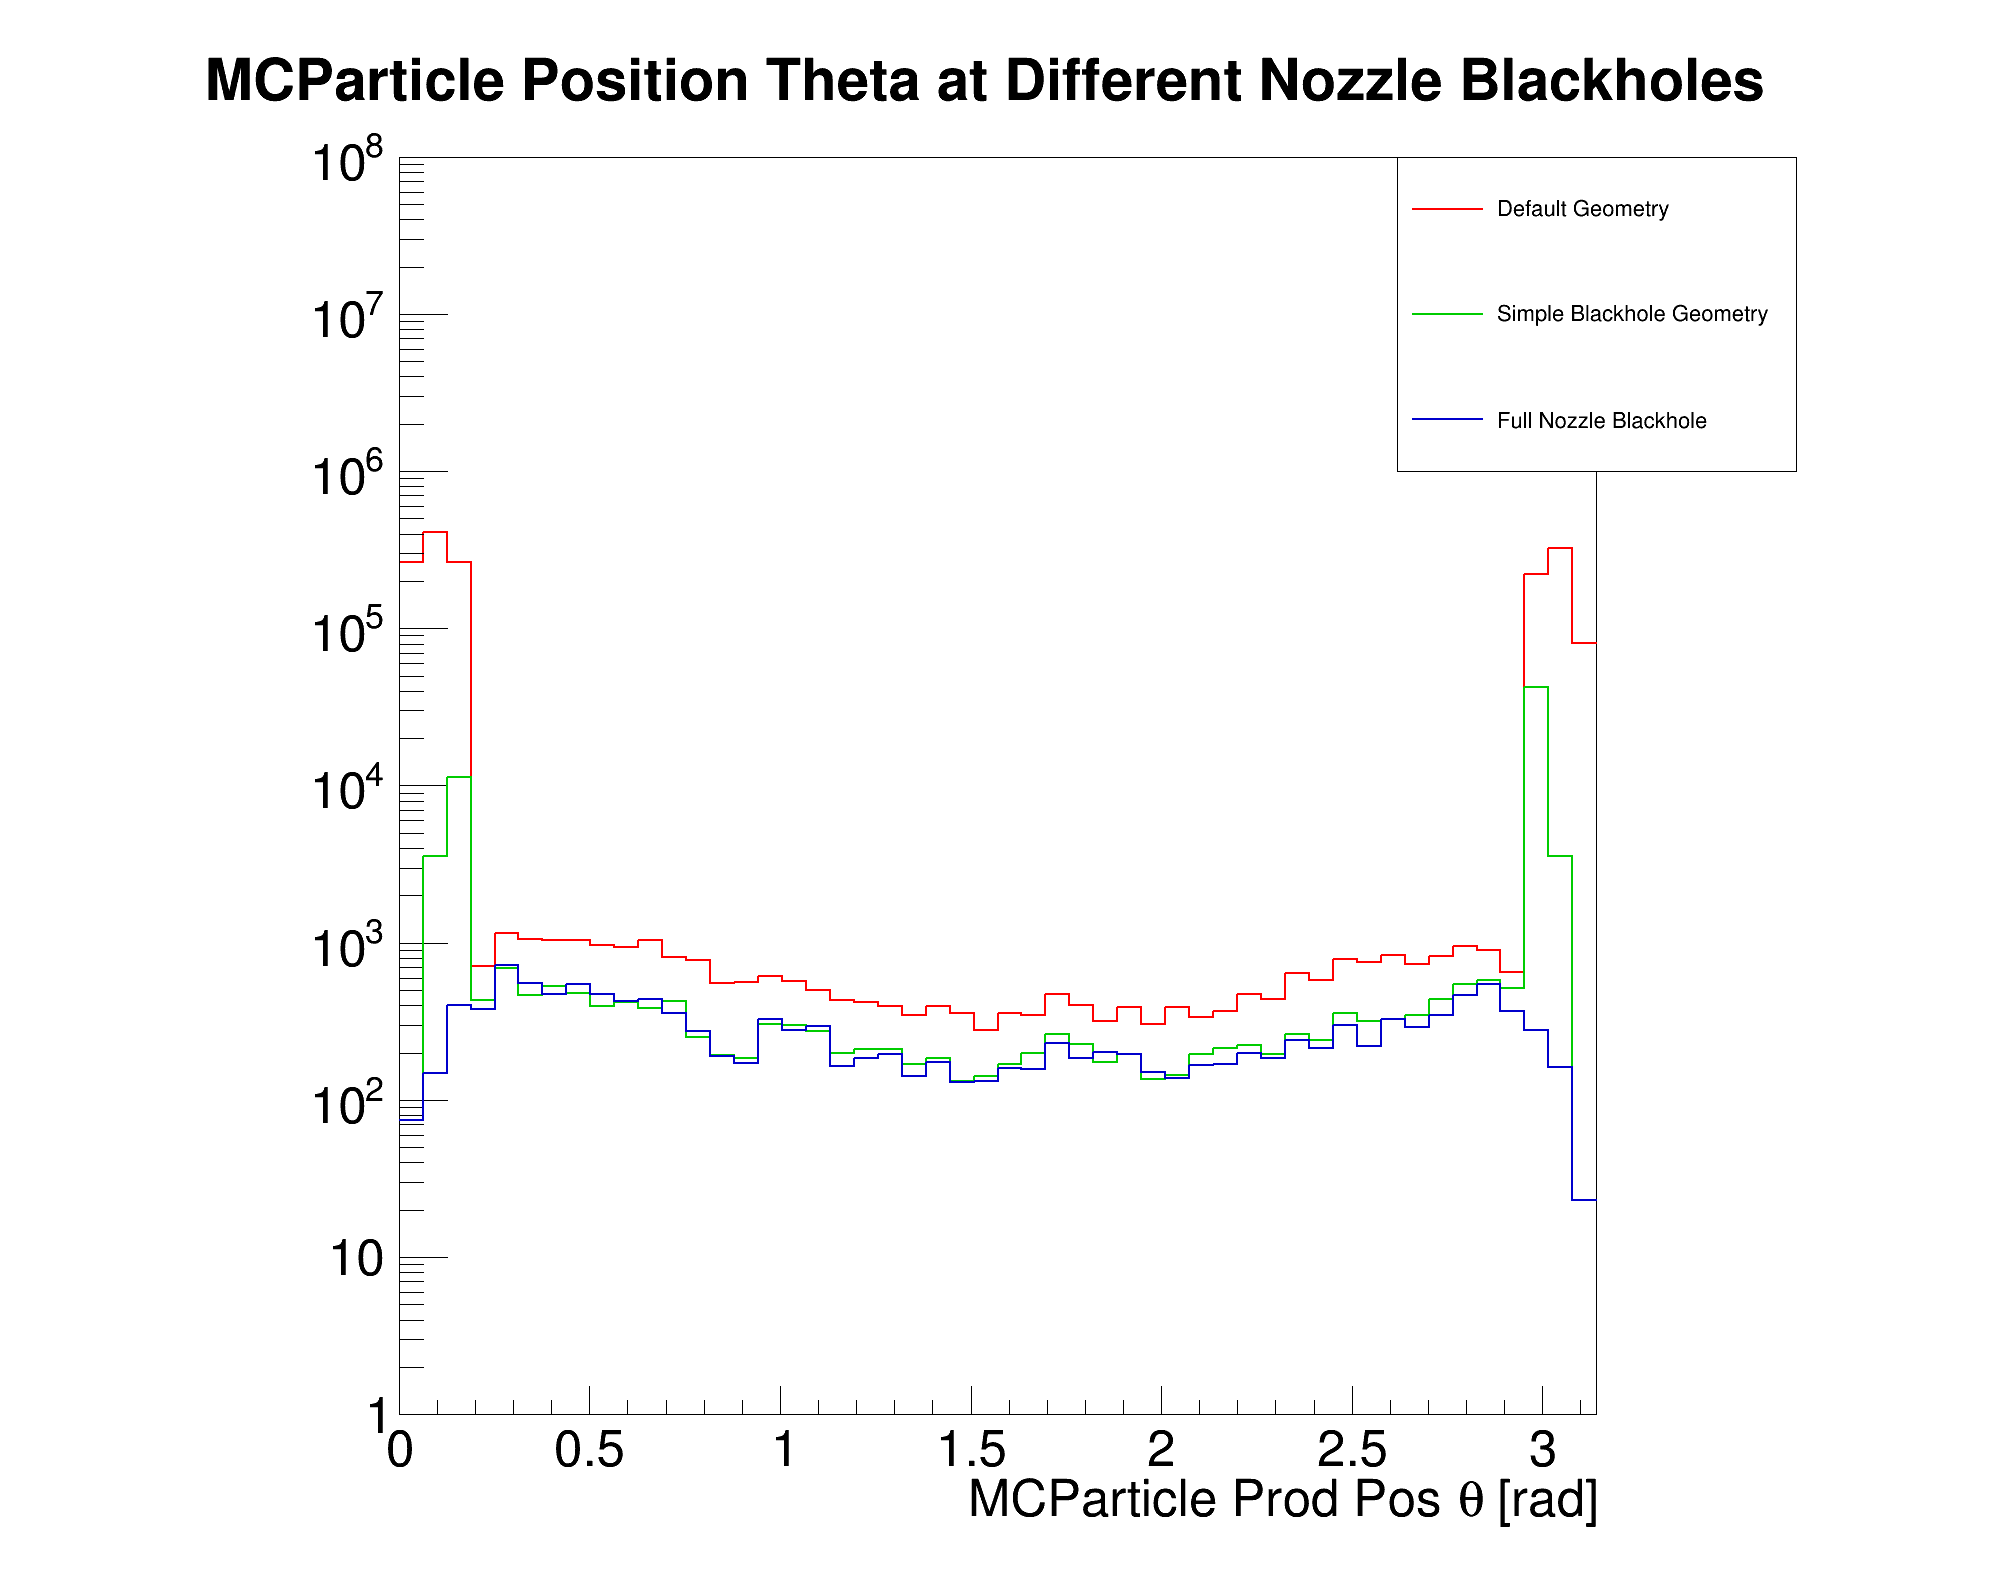 MCParticle Position Theta at Different Nozzle Blackholes
10^8
10^7
10^6
10^5
10^4
10^3
10^2
10
1
Default Geometry
Simple Blackhole Geometry
Full Nozzle Blackhole
0 0.5 1 1.5 2 2.5 3
MCParticle Prod Pos θ [rad]